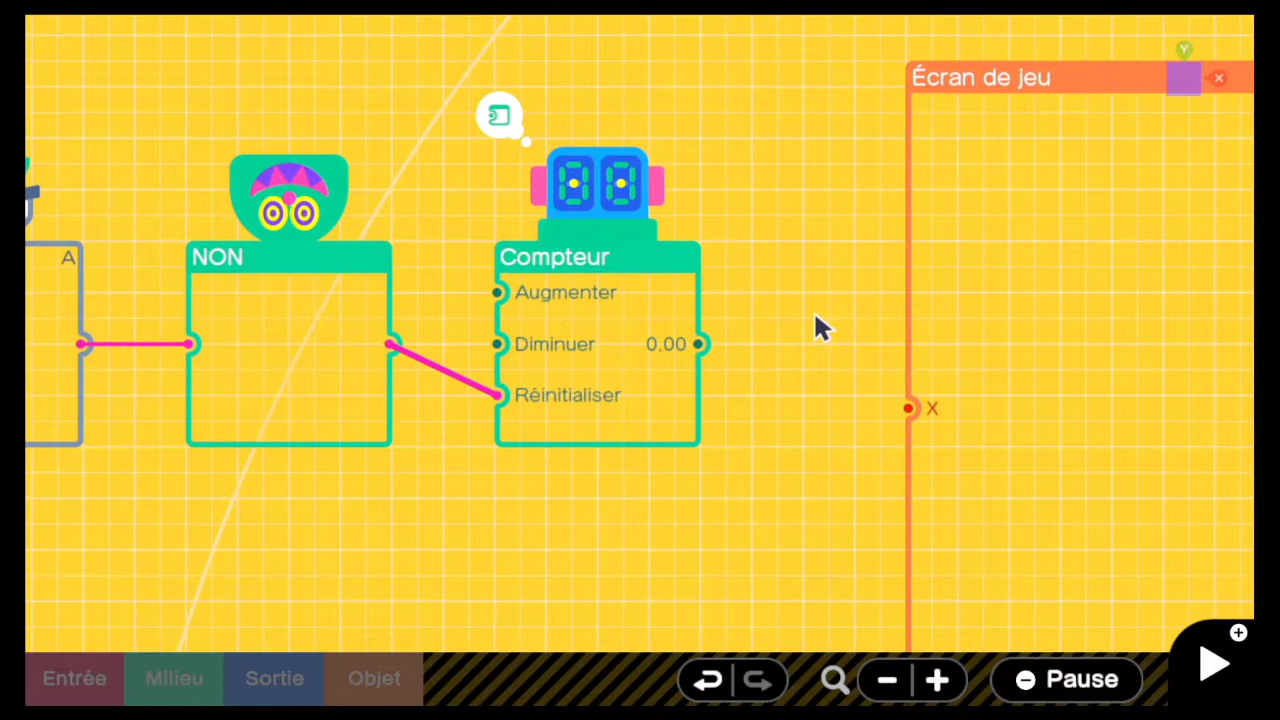 Y
Écran de jeu
X
A
NON
Compteur
Augmenter
Diminuer 0,00
Réinitialiser
X
Entrée Milieu Sortie Objet
Pause